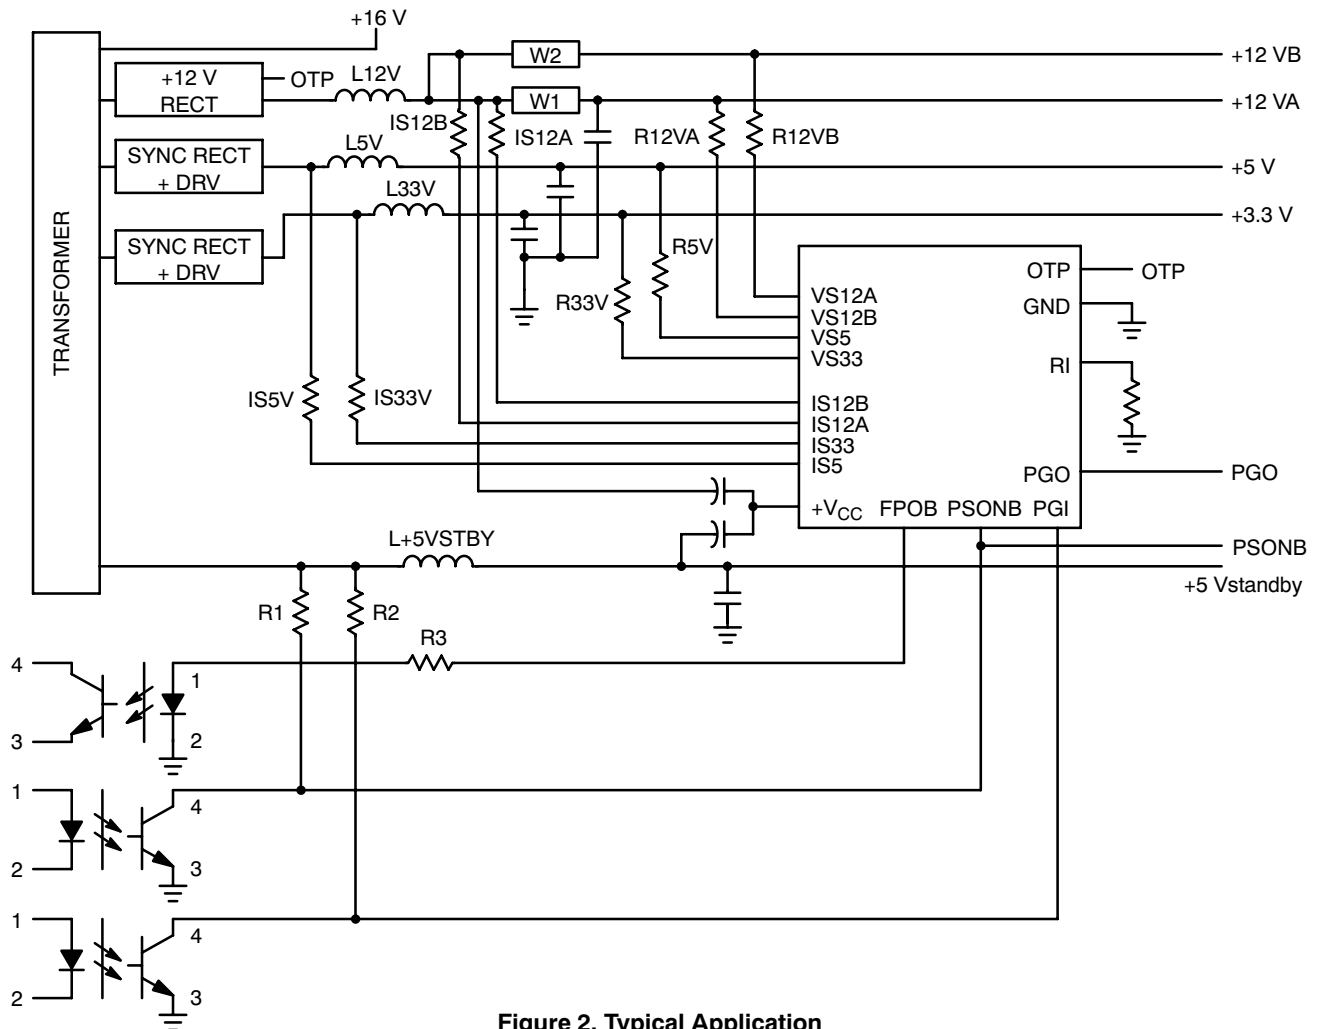 +16 V
+12 V
RECT
OTP
L12V
W2
W1
+12 VB
+12 VA
IS12B
IS12A
R12VA
R12VB
SYNC RECT
+ DRV
L5V
+5 V
L33V
+3.3 V
SYNC RECT
+ DRV
TRANSFORMER
R5V
R33V
OTP
OTP
GND
RI
VS12A
VS12B
VS5
VS33
IS5V
IS33V
IS12B
IS12A
IS33
IS5
PGO
PGO
+VCC
FPOB
PSONB
PGI
L+5VSTBY
PSONB
+5 Vstandby
R1
R2
R3
4
1
3
2
1
4
2
3
1
4
2
3
Figure 2. Typical Application